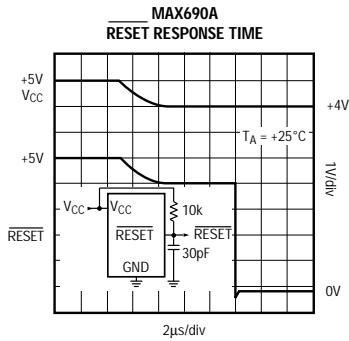 MAX690A
RESET RESPONSE TIME
+5V
VCC
+4V
TA = +25°C
+5V
1V/div
VCC
VCC
10k
RESET
RESET
RESET
30pF
GND
0V
2µs/div